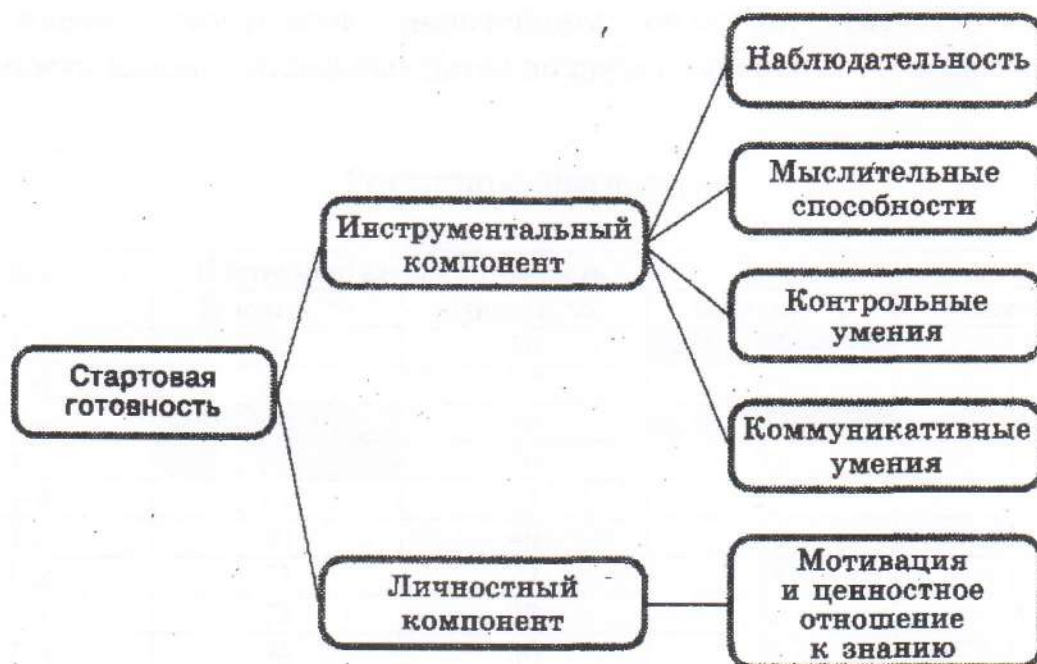 Наблюдательность
Мыслительные
способности
Инструментальный
компонент
Контрольные
умения
Стартовая
готовность
Коммуникативные
умения
Личностный
компонент
Мотивация
и ценностное
отношение
к знанию